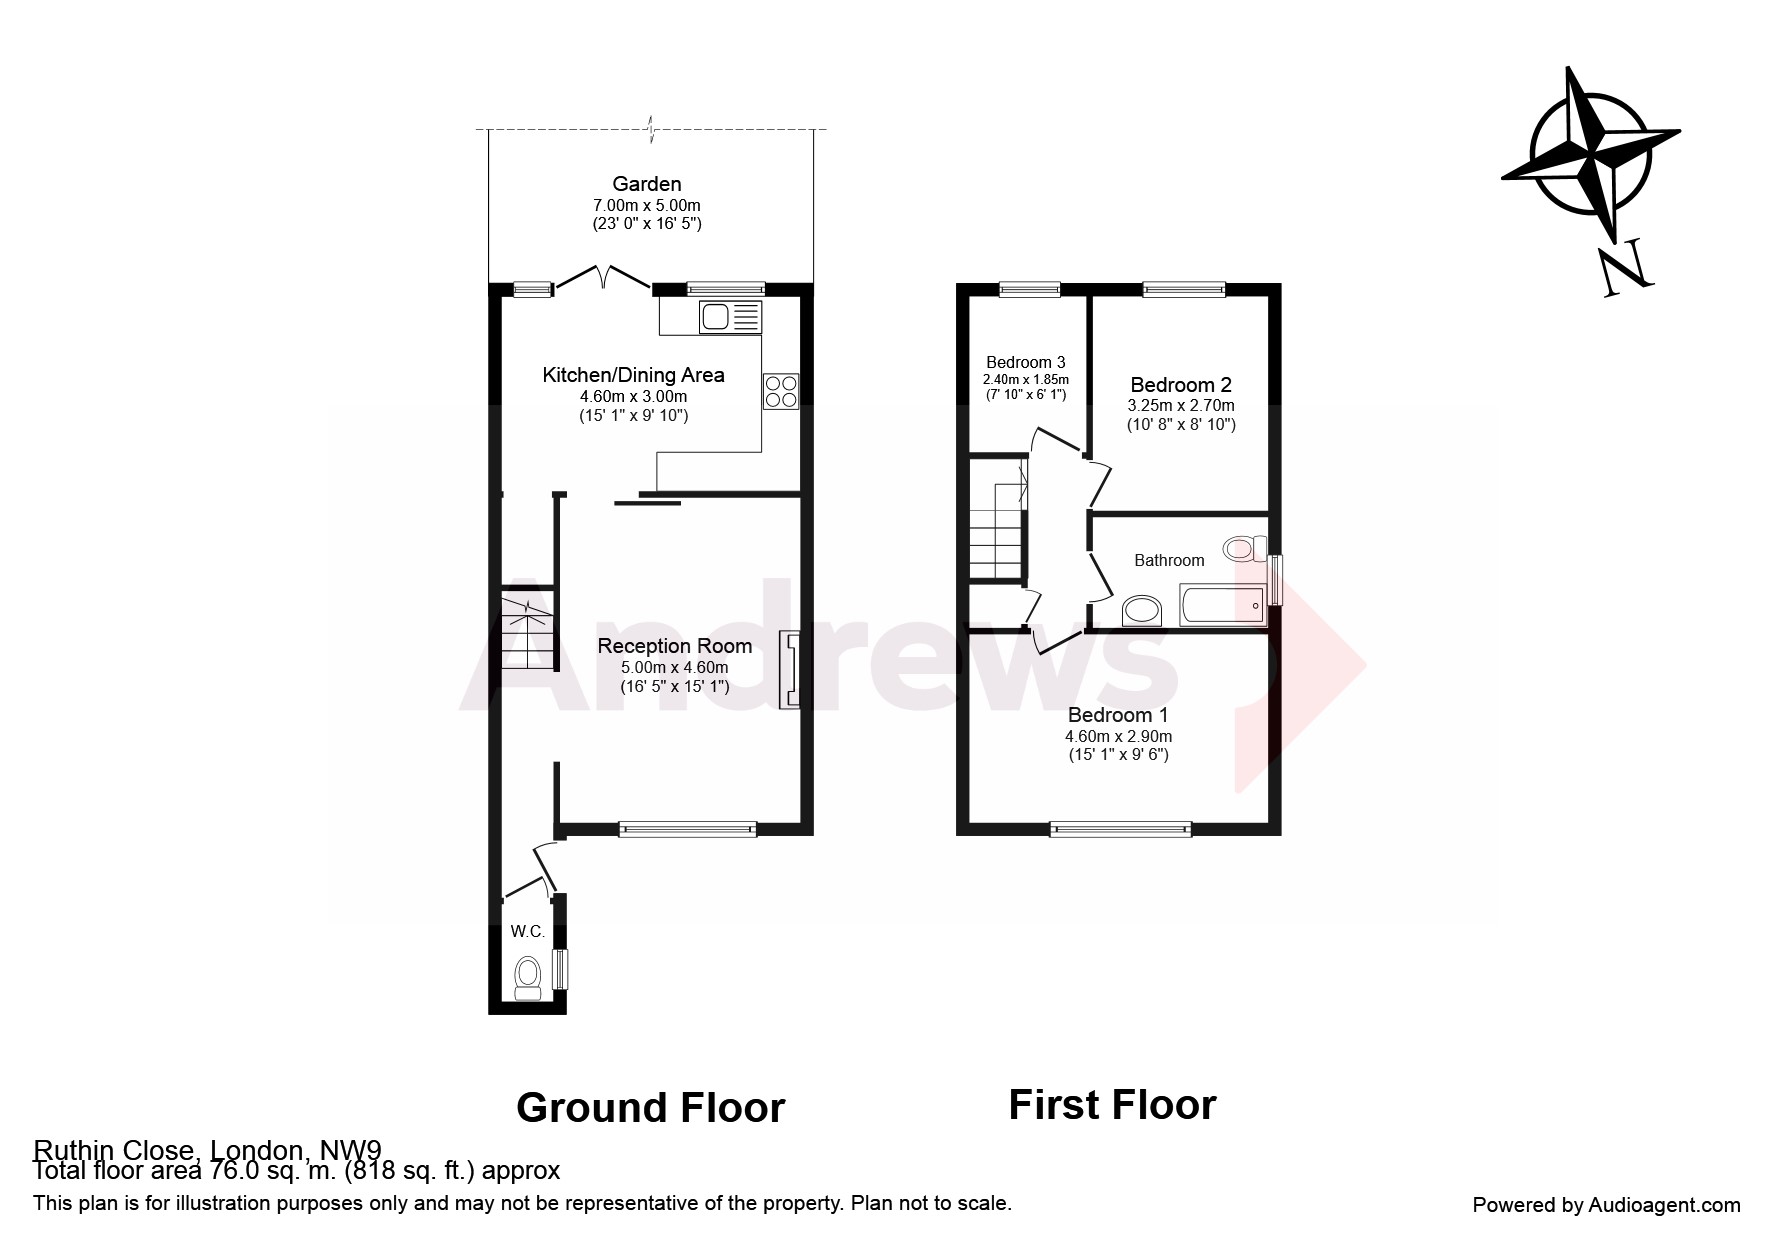 Garden
7.00m x 5.00m
(23' 0" x 16' 5")
N
Kitchen/Dining Area
4.60m x 3.00m
(15' 1" x 9' 10")
Bedroom 3
2.40m x 1.85m
(7' 10" x 6' 1")
Bedroom 2
3.25m x 2.70m
(10' 8" x 8' 10")
Bathroom
Andrews
Reception Room
5.00m x 4.60m
(16' 5" x 15' 1")
Bedroom 1
4.60m x 2.90m
(15' 1" x 9' 6")
W.C.
Ground Floor
First Floor
Ruthin Close, London, NW9
Total floor area 76.0 sq. m. (818 sq. ft.) approx
This plan is for illustration purposes only and may not be representative of the property. Plan not to scale.
Powered by Audioagent.com